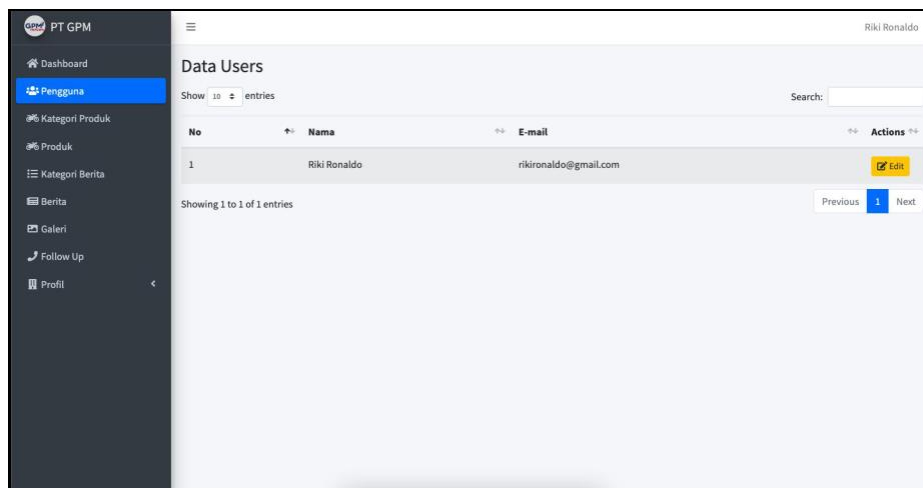 GPM PT GPM
Riki Ronaldo
Dashboard
Pengguna
Kategori Produk
Produk
Kategori Berita
Berita
Galeri
Follow Up
Profil
Data Users
Show 10 entries
Search:
No Nama E-mail Actions
1 Riki Ronaldo rikironaldo@gmail.com Edit
Showing 1 to 1 of 1 entries
Previous 1 Next